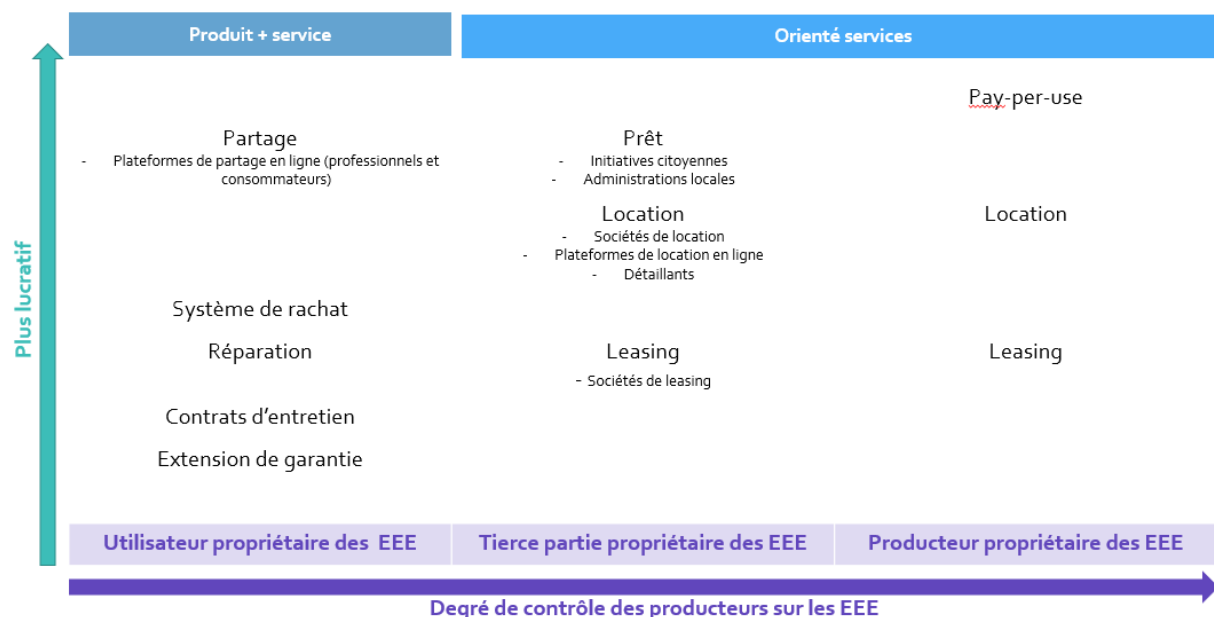 Produit + service
Orienté services
Plus lucratif
Pay-per-use
Partage
- Plateformes de partage en ligne (professionnels et
consommateurs)
Prêt
- Initiatives citoyennes
- Administrations locales
Location
- Sociétés de location
- Plateformes de location en ligne
- Détaillants
Location
Système de rachat
Réparation
Leasing
- Sociétés de leasing
Leasing
Contrats d’entretien
Extension de garantie
Utilisateur propriétaire des EEE
Tierce partie propriétaire des EEE
Producteur propriétaire des EEE
Degré de contrôle des producteurs sur les EEE